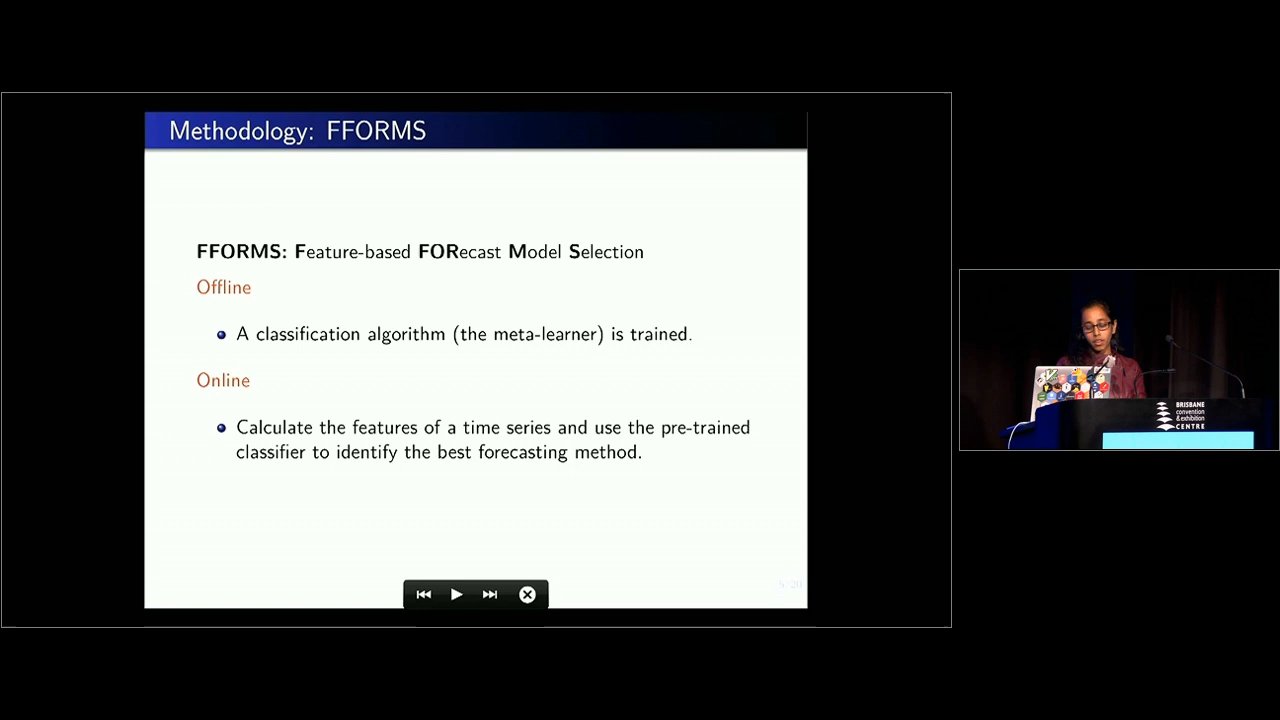 Methodology: FFORMS
FFORMS: Feature-based FORecast Model Selection
Offline
A classification algorithm (the meta-learner) is trained.
Online
Calculate the features of a time series and use the pre-trained
classifier to identify the best forecasting method.
BRISBANE
convention
& exhibition
CENTRE